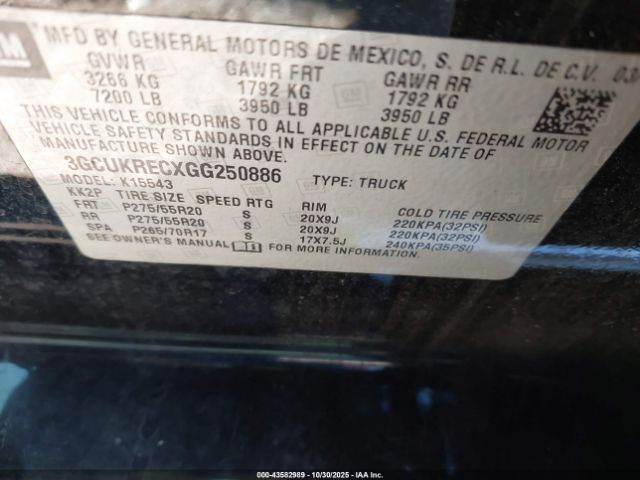 GM
MFD BY GENERAL MOTORS DE MEXICO, S. DE R.L. DE C.V. 03
GVWR GAWR FRT GAWR RR
3266 KG 1792 KG 1792 KG
7200 LB 3950 LB 3950 LB
THIS VEHICLE CONFORMS TO ALL APPLICABLE U.S. FEDERAL MOTOR
VEHICLE SAFETY STANDARDS IN EFFECT ON THE DATE OF
MANUFACTURE SHOWN ABOVE.
3GCUKRECXGG250886 TYPE: TRUCK
MODEL: K15543
KK2P TIRE SIZE SPEED RTG RIM COLD TIRE PRESSURE
FRT P275/55R20 S 20X9J 220KPA(32PSI)
RR P275/55R20 S 20X9J 220KPA(32PSI)
SPA P265/70R17 S 17X7.5J 240KPA(35PSI)
SEE OWNER'S MANUAL FOR MORE INFORMATION.
000-43582989 | 10/30/2025 - IAAI.COM